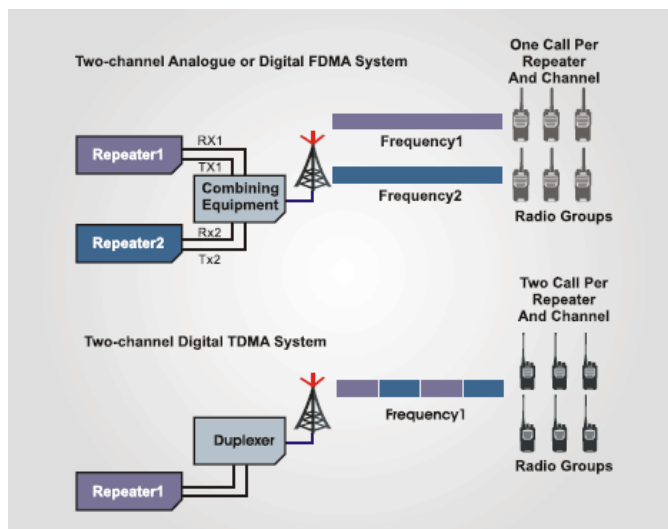 Two-channel Analogue or Digital FDMA System
One Call Per
Repeater
And Channel
RX1
Repeater1
TX1
Combining
Equipment
Frequency1
Repeater2
Rx2
Tx2
Frequency2
Radio Groups
Two-channel Digital TDMA System
Two Call Per
Repeater
And Channel
Duplexer
Frequency1
Repeater1
Radio Groups